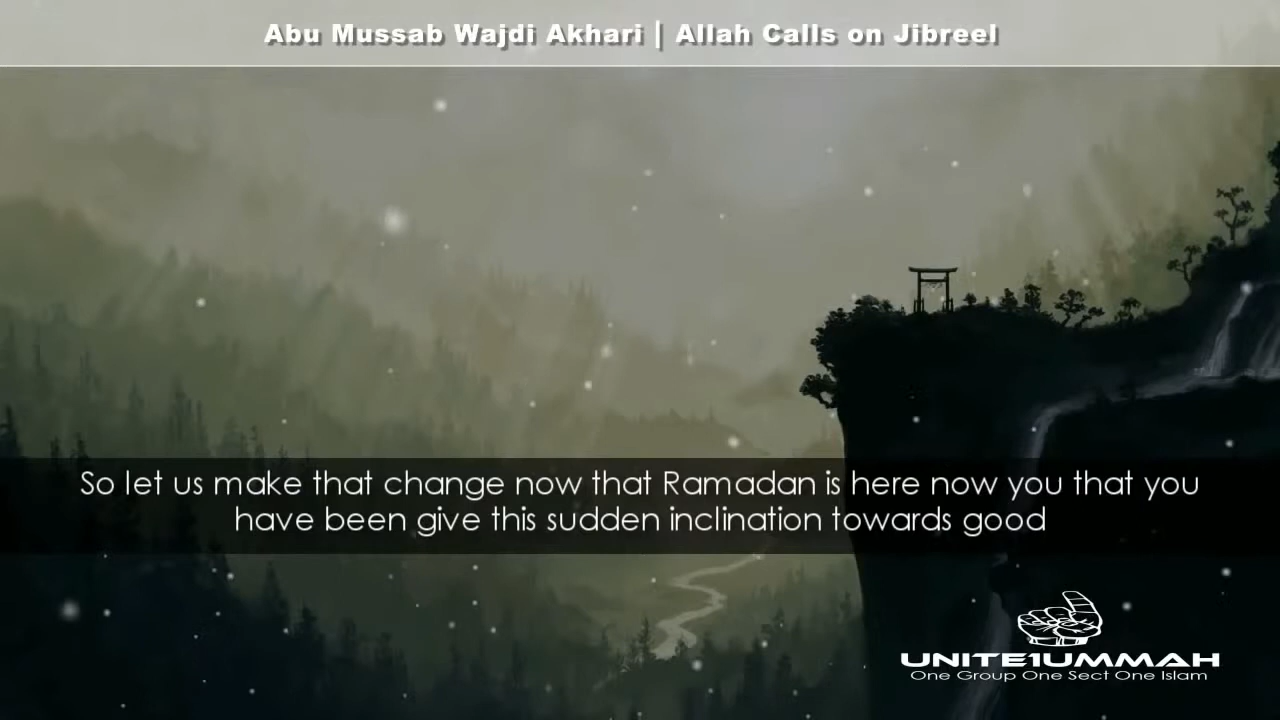 Abu Mussab Wajdi Akhari | Allah Calls on Jibreel
So let us make that change now that Ramadan is here now you that you
have been give this sudden inclination towards good
UNITE1UMMAH
One Group One Sect One Islam